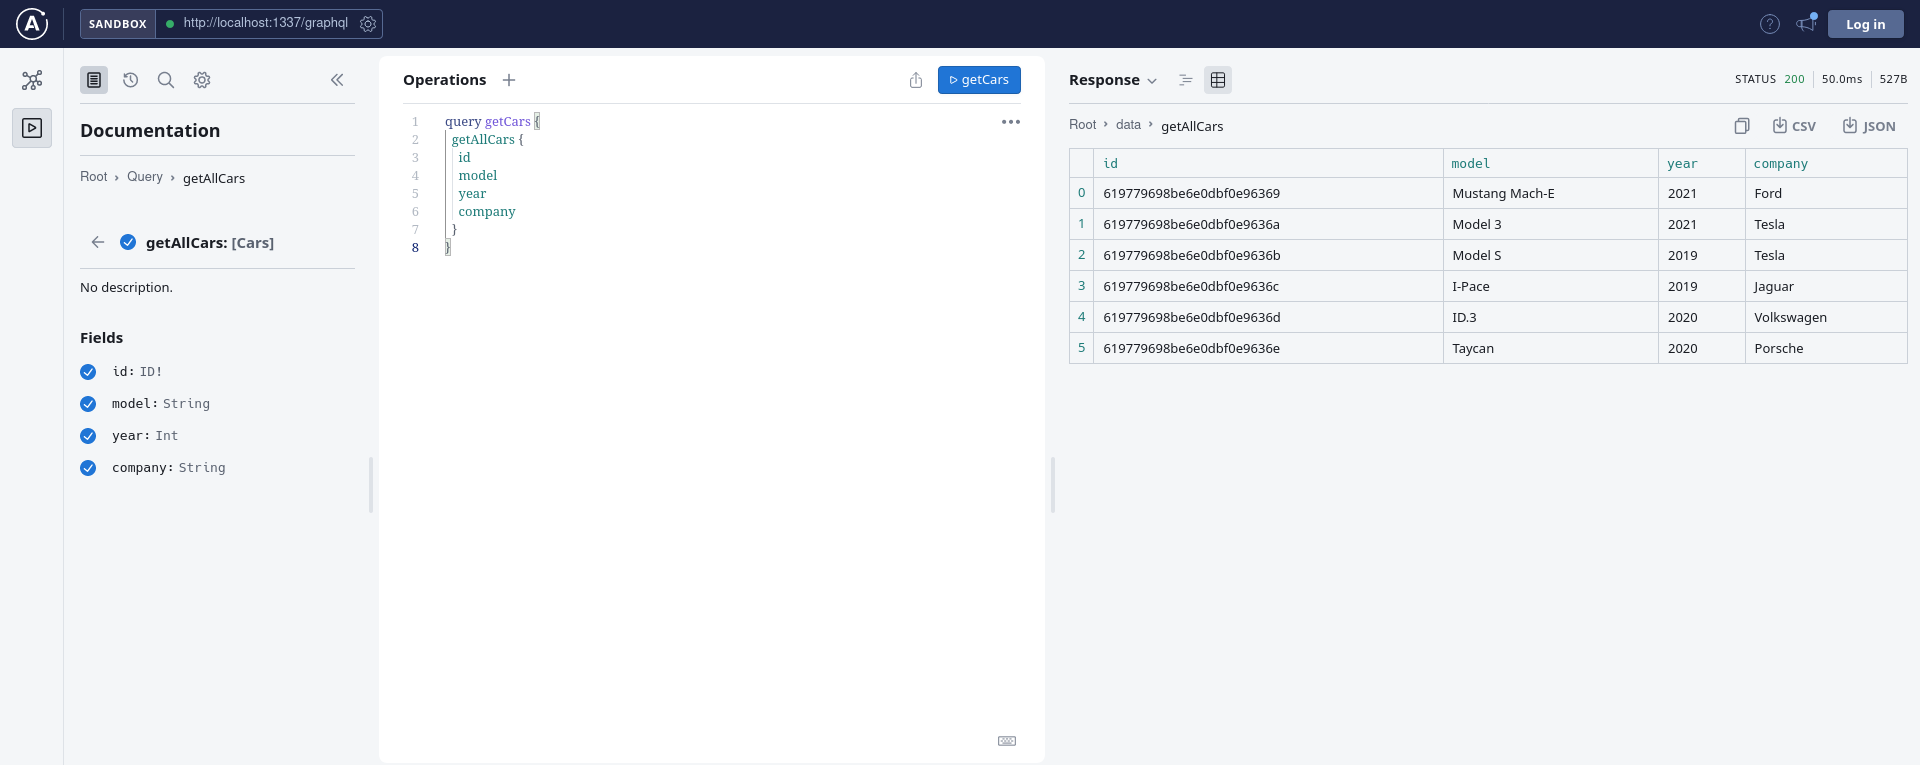 SANDBOX http://localhost:1337/graphql Log in
Documentation
Root › Query › getAllCars
getAllCars: [Cars]
No description.
Fields
id: ID!
model: String
year: Int
company: String
Operations
getCars
1 query getCars {
2 getAllCars {
3 id
4 model
5 year
6 company
7 }
8 }
Response STATUS 200 50.0ms 527B
Root › data › getAllCars CSV JSON
id model year company
0 619779698be6e0dbf0e96369 Mustang Mach-E 2021 Ford
1 619779698be6e0dbf0e9636a Model 3 2021 Tesla
2 619779698be6e0dbf0e9636b Model S 2019 Tesla
3 619779698be6e0dbf0e9636c I-Pace 2019 Jaguar
4 619779698be6e0dbf0e9636d ID.3 2020 Volkswagen
5 619779698be6e0dbf0e9636e Taycan 2020 Porsche